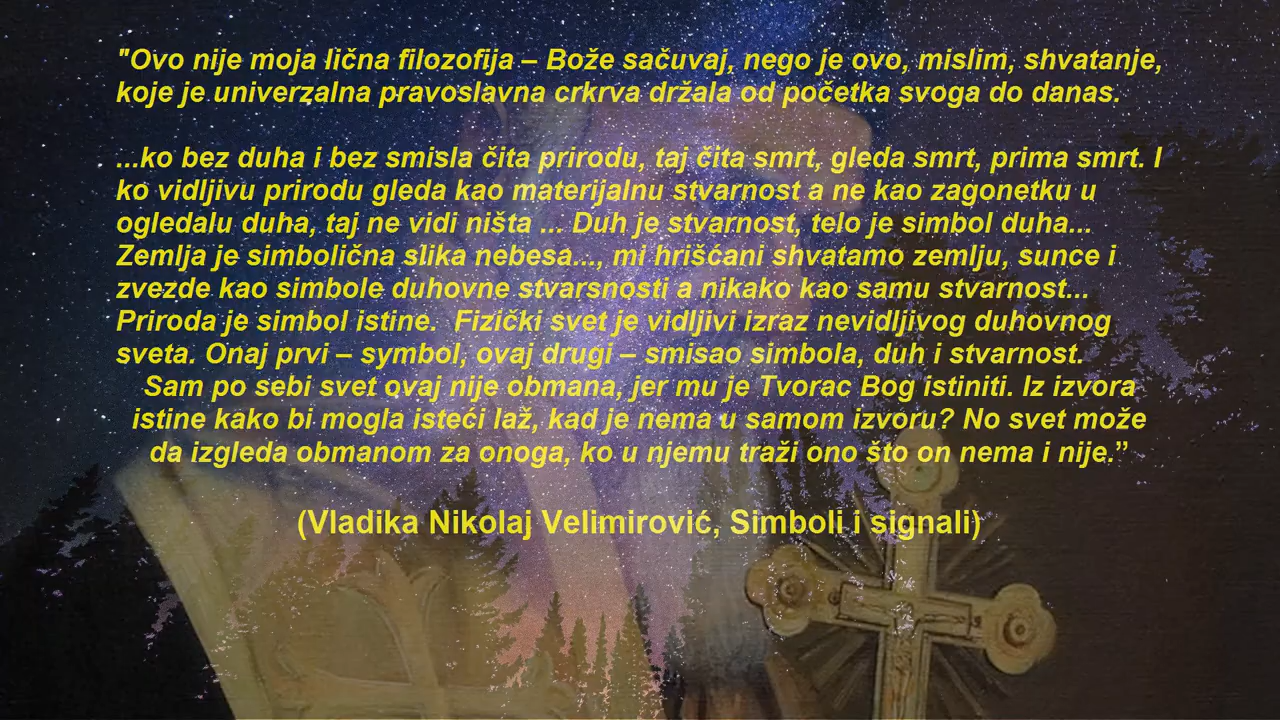 "Ovo nije moja lična filozofija – Bože sačuvaj, nego je ovo, mislim, shvatanje,
koje je univerzalna pravoslavna crkrva držala od početka svoga do danas.
...ko bez duha i bez smisla čita prirodu, taj čita smrt, gleda smrt, prima smrt. I
ko vidljivu prirodu gleda kao materijalnu stvarnost a ne kao zagonetku u
ogledalu duha, taj ne vidi ništa ... Duh je stvarnost, telo je simbol duha...
Zemlja je simbolična slika nebesa..., mi hrišćani shvatamo zemlju, sunce i
zvezde kao simbole duhovne stvarsnosti a nikako kao samu stvarnost...
Priroda je simbol istine.  Fizički svet je vidljivi izraz nevidljivog duhovnog
sveta. Onaj prvi – symbol, ovaj drugi – smisao simbola, duh i stvarnost.
Sam po sebi svet ovaj nije obmana, jer mu je Tvorac Bog istiniti. Iz izvora
istine kako bi mogla isteći laž, kad je nema u samom izvoru? No svet može
da izgleda obmanom za onoga, ko u njemu traži ono što on nema i nije.”
(Vladika Nikolaj Velimirović, Simboli i signali)